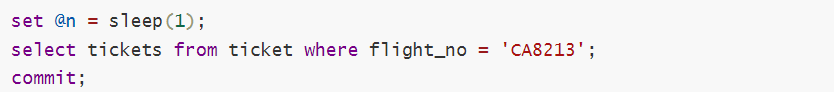 set @n = sleep(1);
select tickets from ticket where flight_no = 'CA8213';
commit;